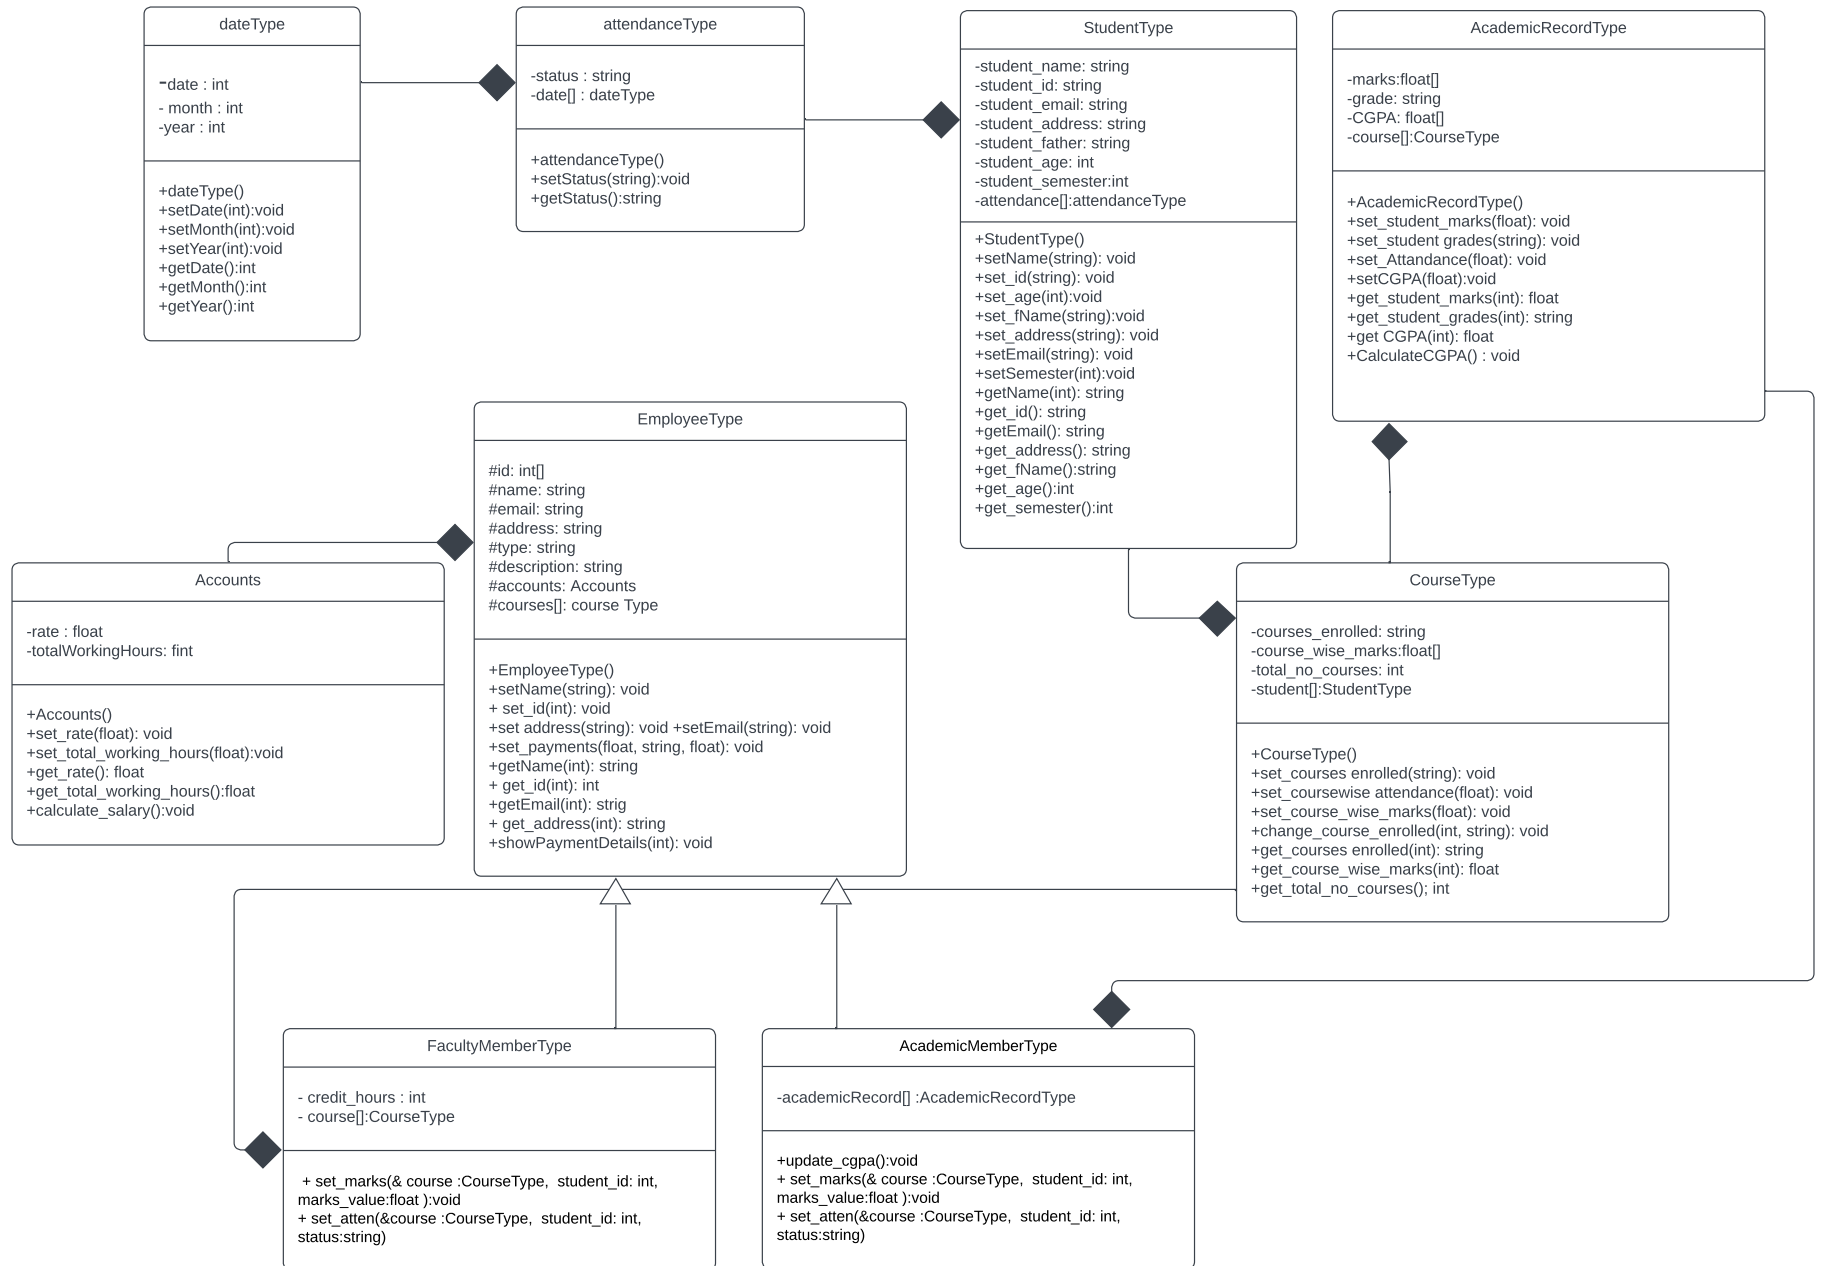 dateType
-date : int
- month : int
-year : int
+dateType()
+setDate(int):void
+setMonth(int):void
+setYear(int):void
+getDate():int
+getMonth():int
+getYear():int
attendanceType
-status : string
-date[] : dateType
+attendanceType()
+setStatus(string):void
+getStatus():string
StudentType
-student_name: string
-student_id: string
-student_email: string
-student_address: string
-student_father: string
-student_age: int
-student_semester:int
-attendance[]:attendanceType
+StudentType()
+setName(string): void
+set_id(string): void
+set_age(int):void
+set_fName(string):void
+set_address(string): void
+setEmail(string): void
+setSemester(int):void
+getName(int): string
+get_id(): string
+getEmail(): string
+get_address(): string
+get_fName():string
+get_age():int
+get_semester():int
AcademicRecordType
-marks:float[]
-grade: string
-CGPA: float[]
-course[]:CourseType
+AcademicRecordType()
+set_student_marks(float): void
+set_student grades(string): void
+set_Attandance(float): void
+setCGPA(float):void
+get_student_marks(int): float
+get_student_grades(int): string
+get CGPA(int): float
+CalculateCGPA() : void
EmployeeType
#id: int[]
#name: string
#email: string
#address: string
#type: string
#description: string
#accounts: Accounts
#courses[]: course Type
+EmployeeType()
+setName(string): void
+ set_id(int): void
+set address(string): void +setEmail(string): void
+set_payments(float, string, float): void
+getName(int): string
+ get_id(int): int
+getEmail(int): strig
+ get_address(int): string
+showPaymentDetails(int): void
Accounts
-rate : float
-totalWorkingHours: fint
+Accounts()
+set_rate(float): void
+set_total_working_hours(float):void
+get_rate(): float
+get_total_working_hours():float
+calculate_salary():void
CourseType
-courses_enrolled: string
-course_wise_marks:float[]
-total_no_courses: int
-student[]:StudentType
+CourseType()
+set_courses enrolled(string): void
+set_coursewise attendance(float): void
+set_course_wise_marks(float): void
+change_course_enrolled(int, string): void
+get_courses enrolled(int): string
+get_course_wise_marks(int): float
+get_total_no_courses(); int
FacultyMemberType
- credit_hours : int
- course[]:CourseType
+ set_marks(& course :CourseType,  student_id: int,
marks_value:float ):void
+ set_atten(&course :CourseType,  student_id: int,
status:string)
AcademicMemberType
-academicRecord[] :AcademicRecordType
+update_cgpa():void
+ set_marks(& course :CourseType,  student_id: int,
marks_value:float ):void
+ set_atten(&course :CourseType,  student_id: int,
status:string)